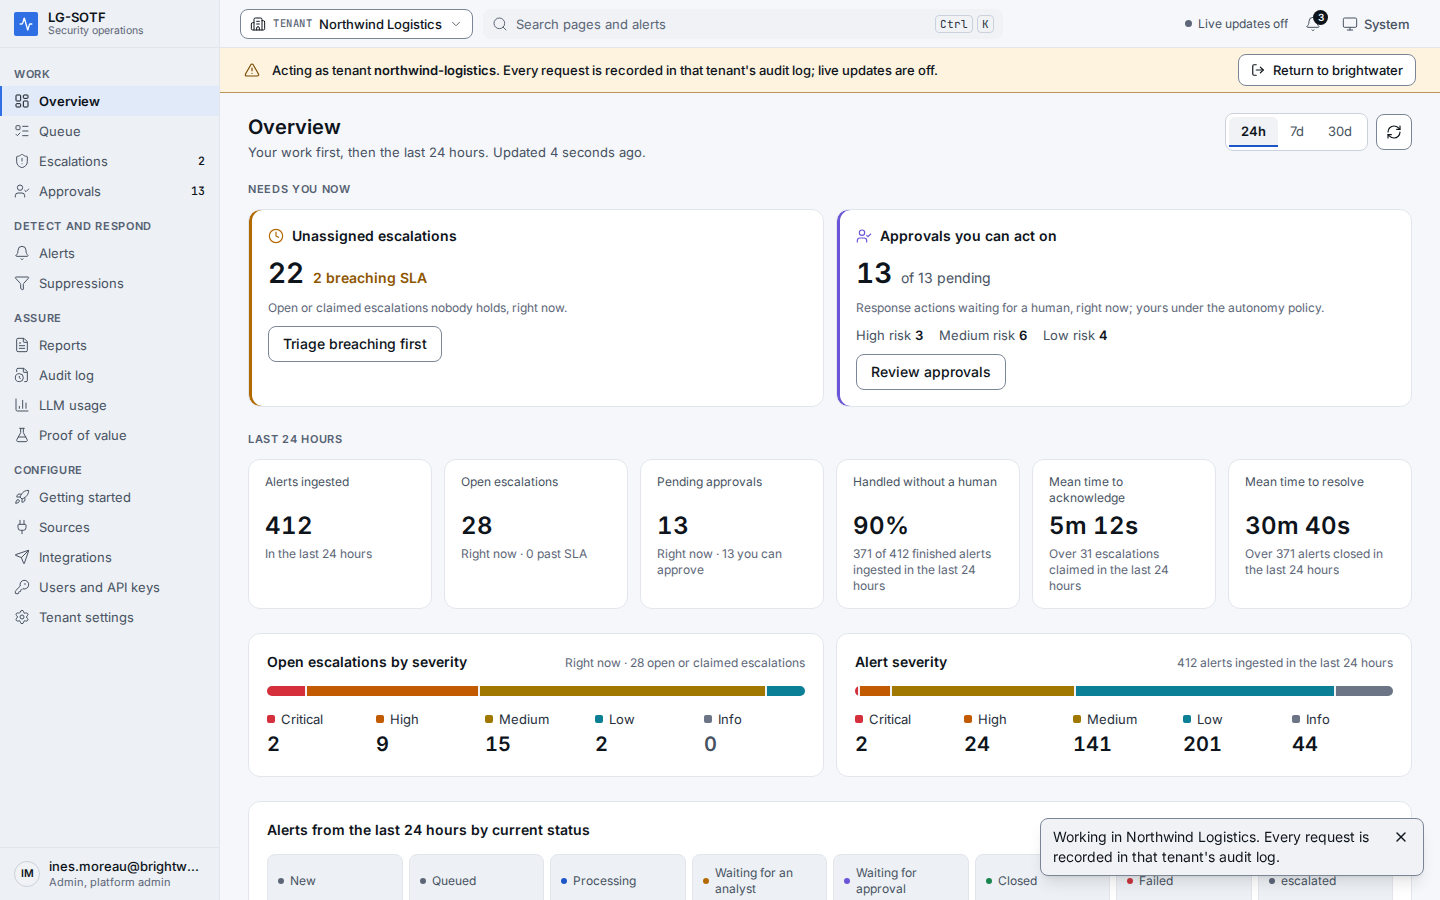 LG-SOTF
Security operations
TENANT Northwind Logistics
Search pages and alerts
Ctrl K
Live updates off
3
System
Acting as tenant northwind-logistics. Every request is recorded in that tenant's audit log; live updates are off.
Return to brightwater
WORK
Overview
Queue
Escalations 2
Approvals 13
DETECT AND RESPOND
Alerts
Suppressions
ASSURE
Reports
Audit log
LLM usage
Proof of value
CONFIGURE
Getting started
Sources
Integrations
Users and API keys
Tenant settings
IM
ines.moreau@brightw...
Admin, platform admin
Overview
Your work first, then the last 24 hours. Updated 4 seconds ago.
24h 7d 30d
NEEDS YOU NOW
Unassigned escalations
22 2 breaching SLA
Open or claimed escalations nobody holds, right now.
Triage breaching first
Approvals you can act on
13 of 13 pending
Response actions waiting for a human, right now; yours under the autonomy policy.
High risk 3 Medium risk 6 Low risk 4
Review approvals
LAST 24 HOURS
Alerts ingested
412
In the last 24 hours
Open escalations
28
Right now · 0 past SLA
Pending approvals
13
Right now · 13 you can
approve
Handled without a human
90%
371 of 412 finished alerts
ingested in the last 24
hours
Mean time to
acknowledge
5m 12s
Over 31 escalations
claimed in the last 24
hours
Mean time to resolve
30m 40s
Over 371 alerts closed in
the last 24 hours
Open escalations by severity
Right now · 28 open or claimed escalations
Critical High Medium Low Info
2 9 15 2 0
Alert severity
412 alerts ingested in the last 24 hours
Critical High Medium Low Info
2 24 141 201 44
Alerts from the last 24 hours by current status
New
Queued
Processing
Waiting for an
analyst
Waiting for
approval
Closed
Failed
escalated
Working in Northwind Logistics. Every request is
recorded in that tenant's audit log.